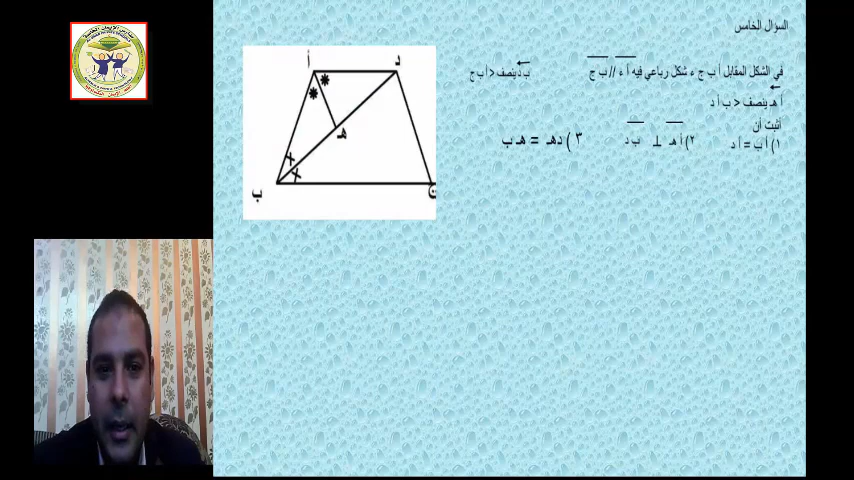 السؤال الخامس
في الشكل المقابل أ ب ج ء شكل رباعي فيه أ ء // ب ج ب د ينصف > أ ب ج
أ هـ ينصف > ب أ د
أثبت أن
١) أ ب = أ د ٢) أ هـ ⊥ ب د ٣) د هـ = هـ ب
أ د
هـ
ب ج